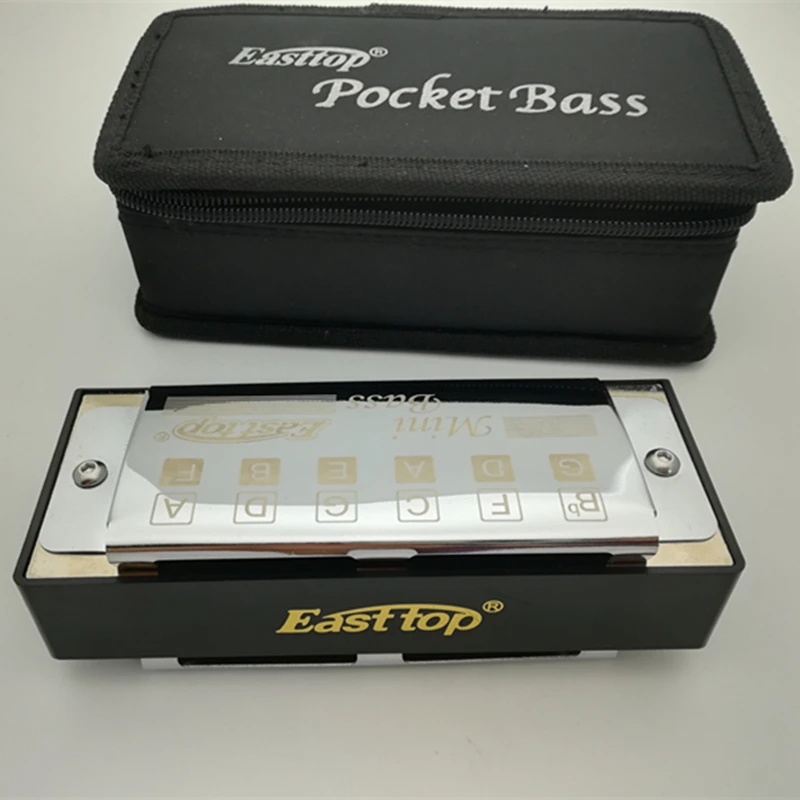 Easttop®
Pocket Bass
B♭ F C G D A
G D A E B F
Mini Easttop®
Bass
Easttop®